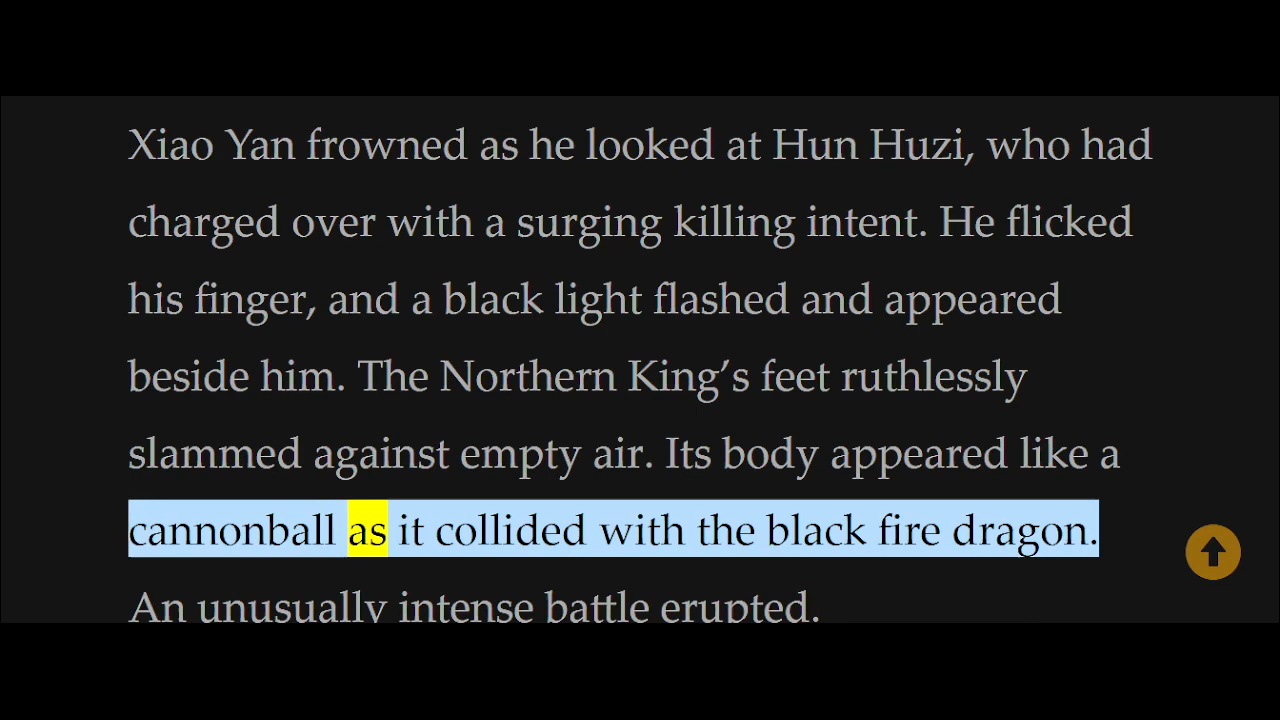 Xiao Yan frowned as he looked at Hun Huzi, who had
charged over with a surging killing intent. He flicked
his finger, and a black light flashed and appeared
beside him. The Northern King’s feet ruthlessly
slammed against empty air. Its body appeared like a
cannonball as it collided with the black fire dragon.
An unusually intense battle erupted.